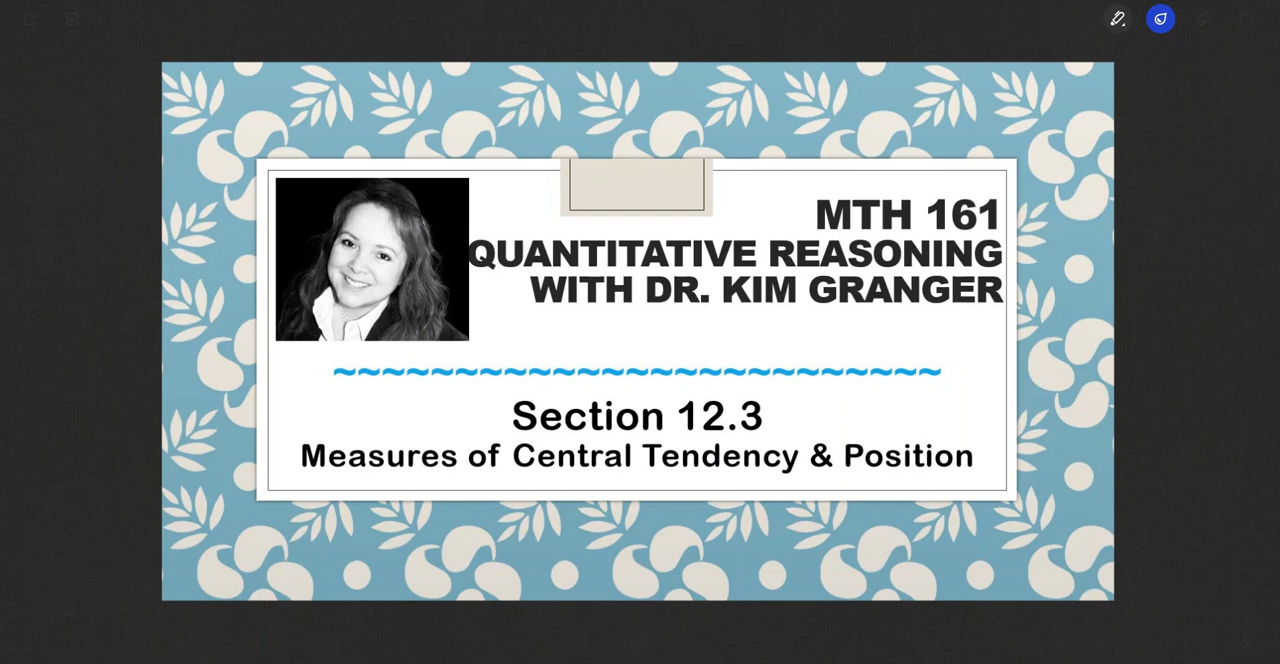 MTH 161
QUANTITATIVE REASONING
WITH DR. KIM GRANGER
~~~~~~~~~~~~~~~~~~~~~~~~~
Section 12.3
Measures of Central Tendency & Position